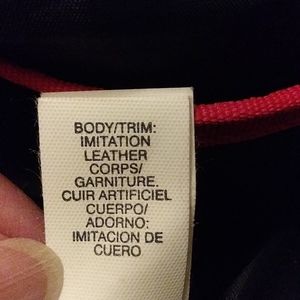 BODY/TRIM:
IMITATION
LEATHER
CORPS/
GARNITURE.
CUIR ARTIFICIEL
CUERPO/
ADORNO:
IMITACION DE
CUERO